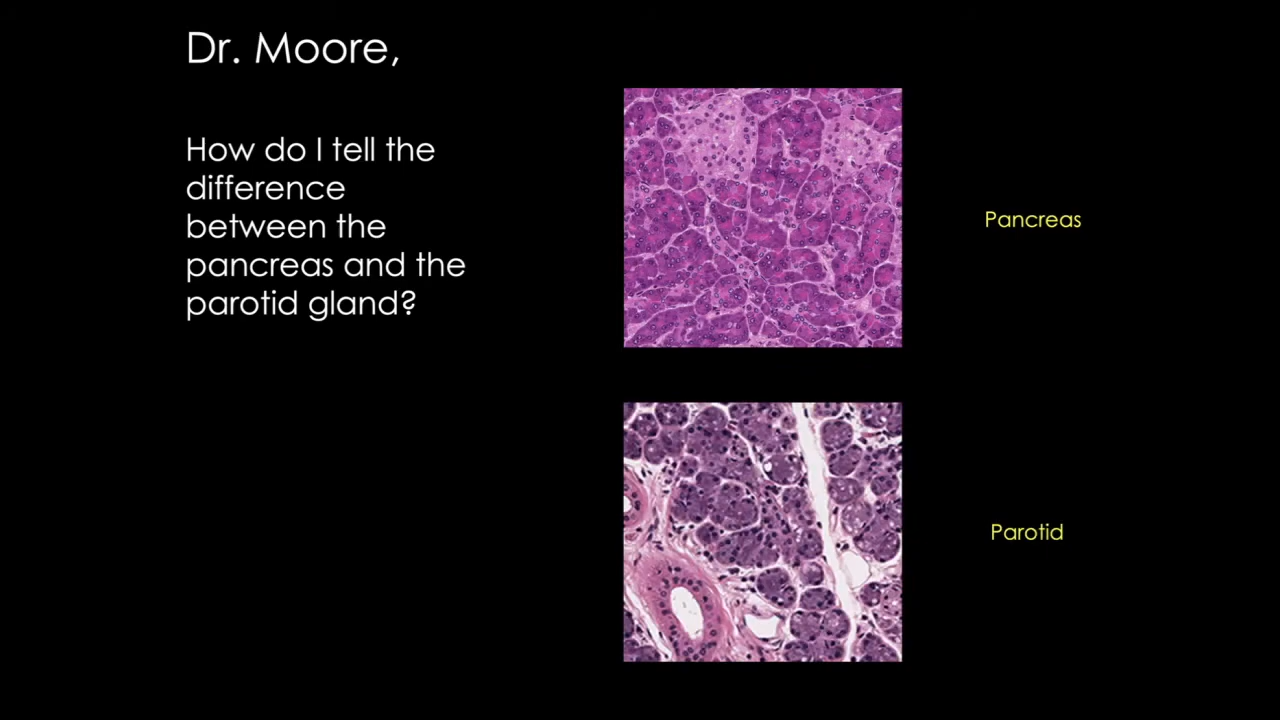 Dr. Moore,
How do I tell the
difference
between the
pancreas and the
parotid gland?
Pancreas
Parotid